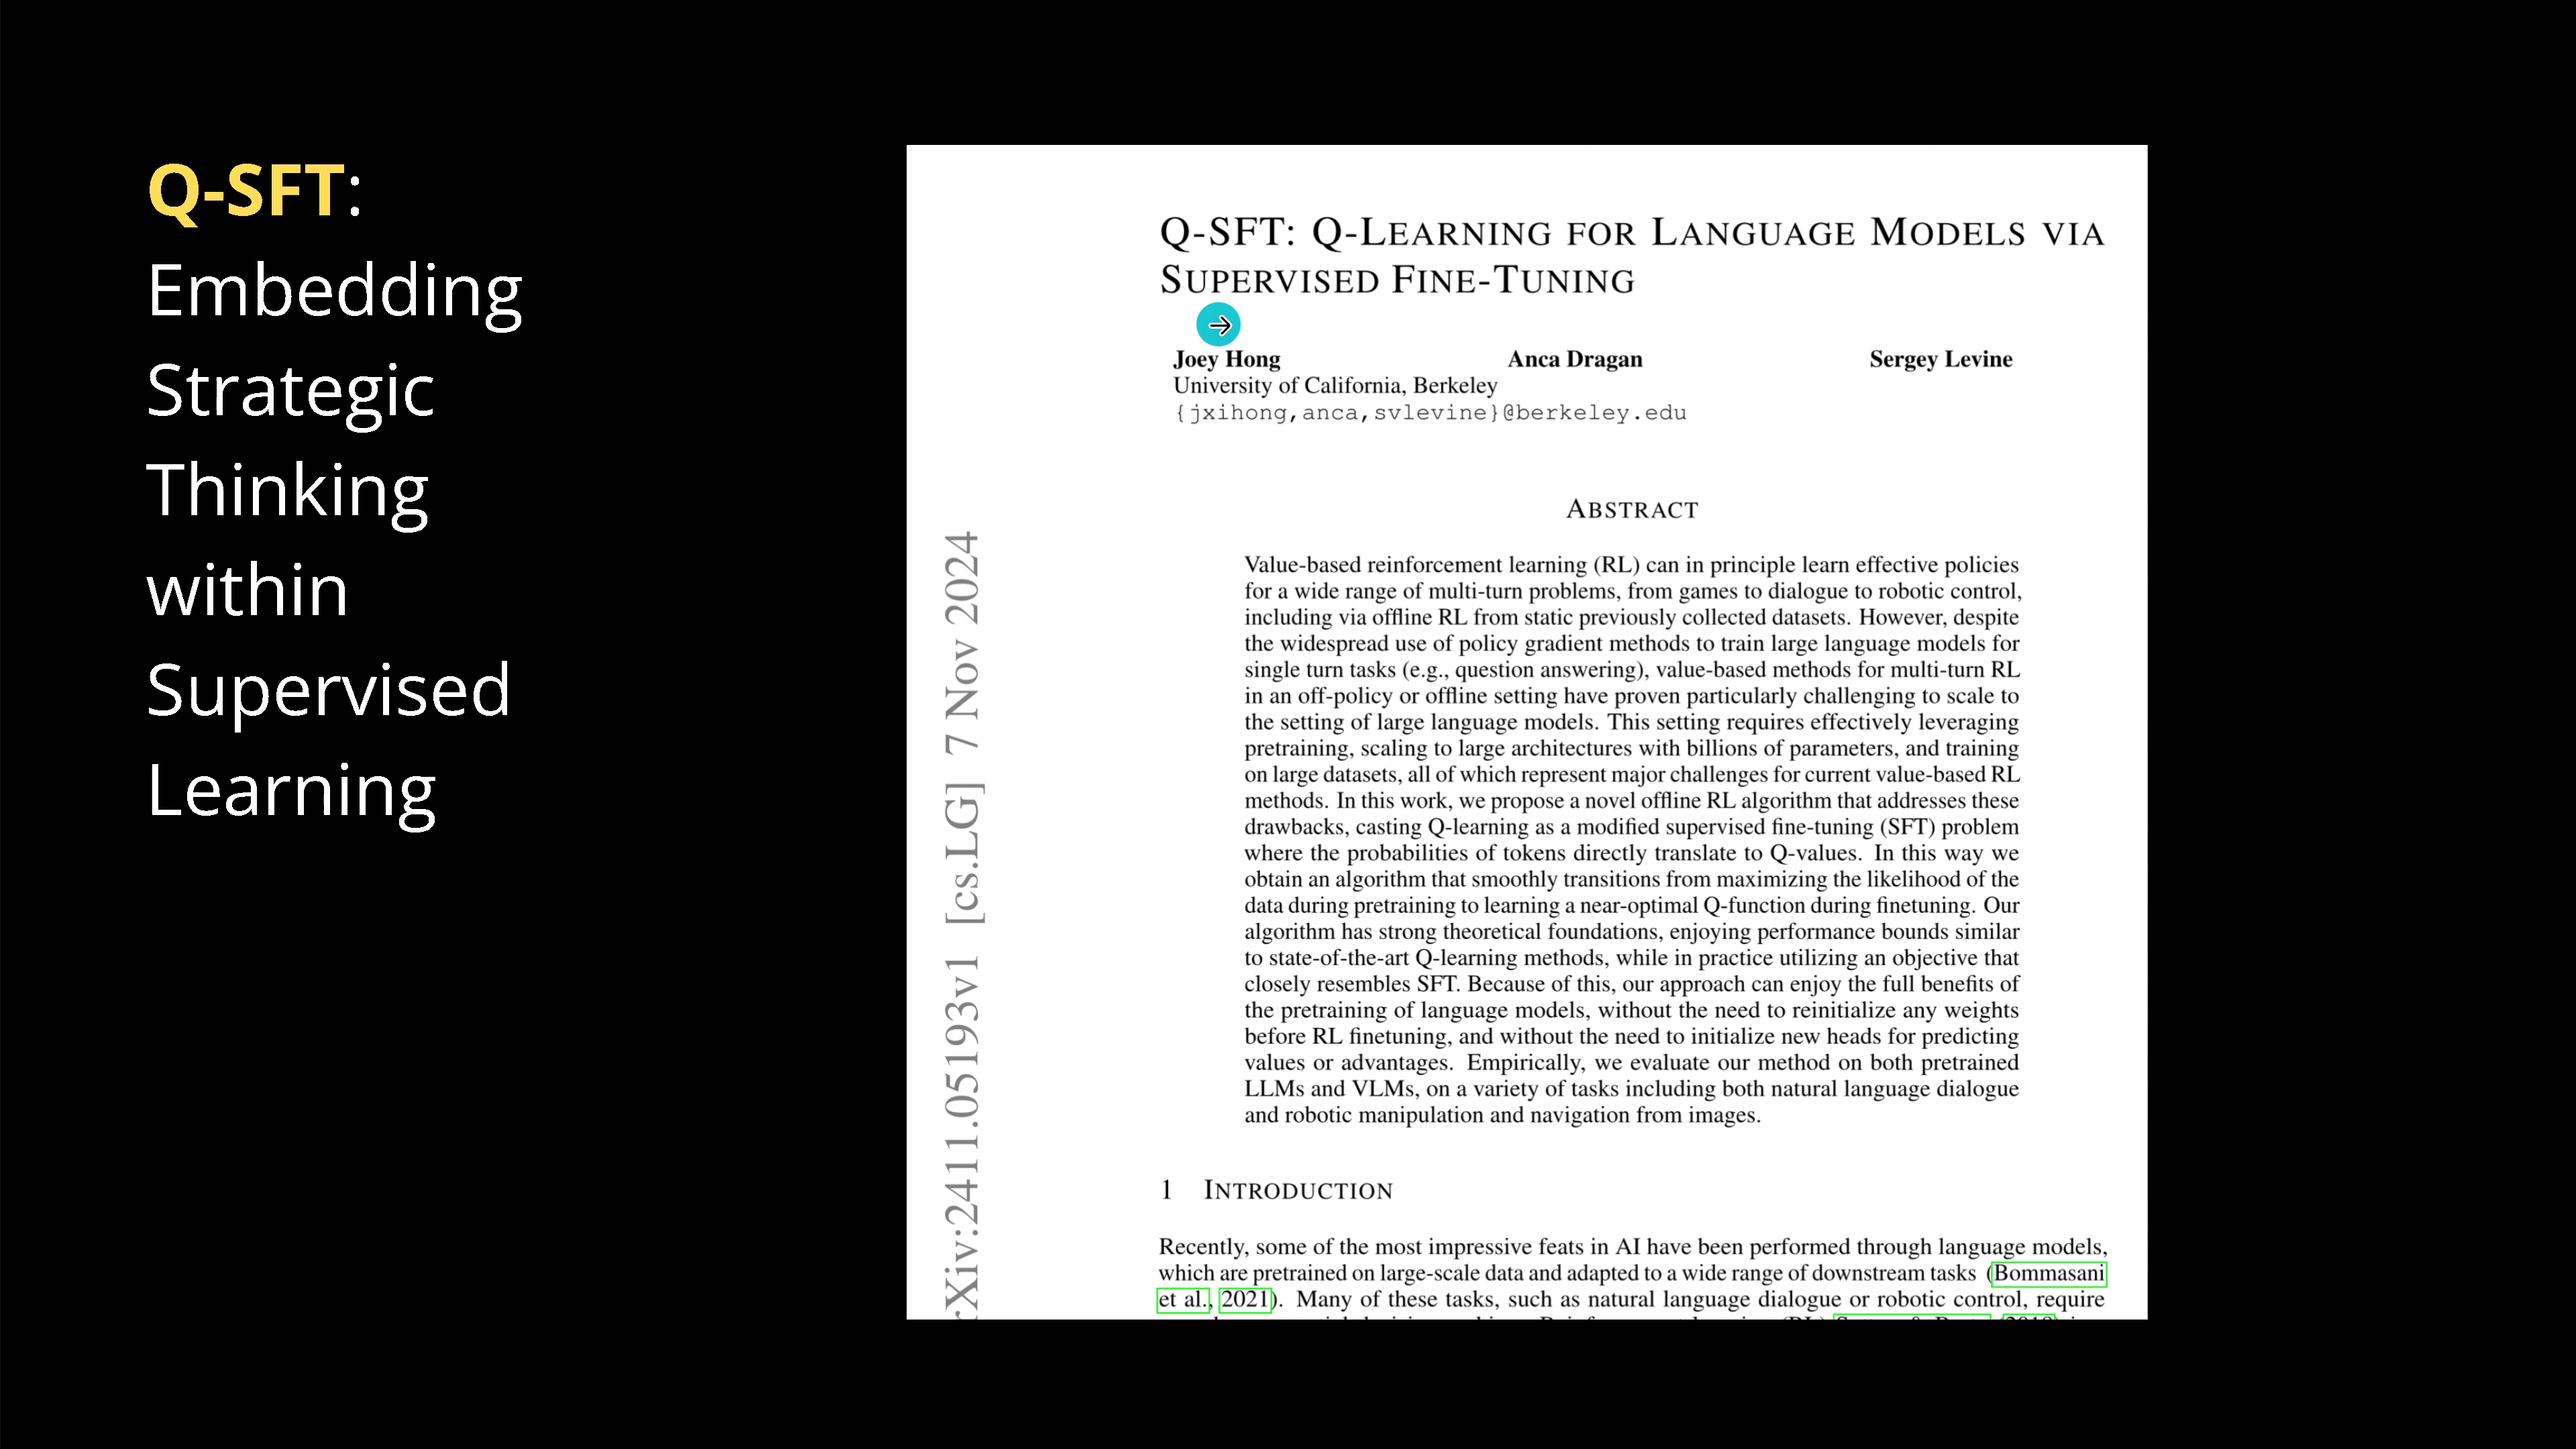 Q-SFT:
Embedding
Strategic
Thinking
within
Supervised
Learning
Q-SFT: Q-LEARNING FOR LANGUAGE MODELS VIA
SUPERVISED FINE-TUNING
Joey Hong Anca Dragan Sergey Levine
University of California, Berkeley
{jxihong,anca,svlevine}@berkeley.edu
ABSTRACT
Value-based reinforcement learning (RL) can in principle learn effective policies
for a wide range of multi-turn problems, from games to dialogue to robotic control,
including via offline RL from static previously collected datasets. However, despite
the widespread use of policy gradient methods to train large language models for
single turn tasks (e.g., question answering), value-based methods for multi-turn RL
in an off-policy or offline setting have proven particularly challenging to scale to
the setting of large language models. This setting requires effectively leveraging
pretraining, scaling to large architectures with billions of parameters, and training
on large datasets, all of which represent major challenges for current value-based RL
methods. In this work, we propose a novel offline RL algorithm that addresses these
drawbacks, casting Q-learning as a modified supervised fine-tuning (SFT) problem
where the probabilities of tokens directly translate to Q-values. In this way we
obtain an algorithm that smoothly transitions from maximizing the likelihood of the
data during pretraining to learning a near-optimal Q-function during finetuning. Our
algorithm has strong theoretical foundations, enjoying performance bounds similar
to state-of-the-art Q-learning methods, while in practice utilizing an objective that
closely resembles SFT. Because of this, our approach can enjoy the full benefits of
the pretraining of language models, without the need to reinitialize any weights
before RL finetuning, and without the need to initialize new heads for predicting
values or advantages. Empirically, we evaluate our method on both pretrained
LLMs and VLMs, on a variety of tasks including both natural language dialogue
and robotic manipulation and navigation from images.
1 INTRODUCTION
Recently, some of the most impressive feats in AI have been performed through language models,
which are pretrained on large-scale data and adapted to a wide range of downstream tasks (Bommasani
et al., 2021). Many of these tasks, such as natural language dialogue or robotic control, require
rXiv:2411.05193v1 [cs.LG] 7 Nov 2024